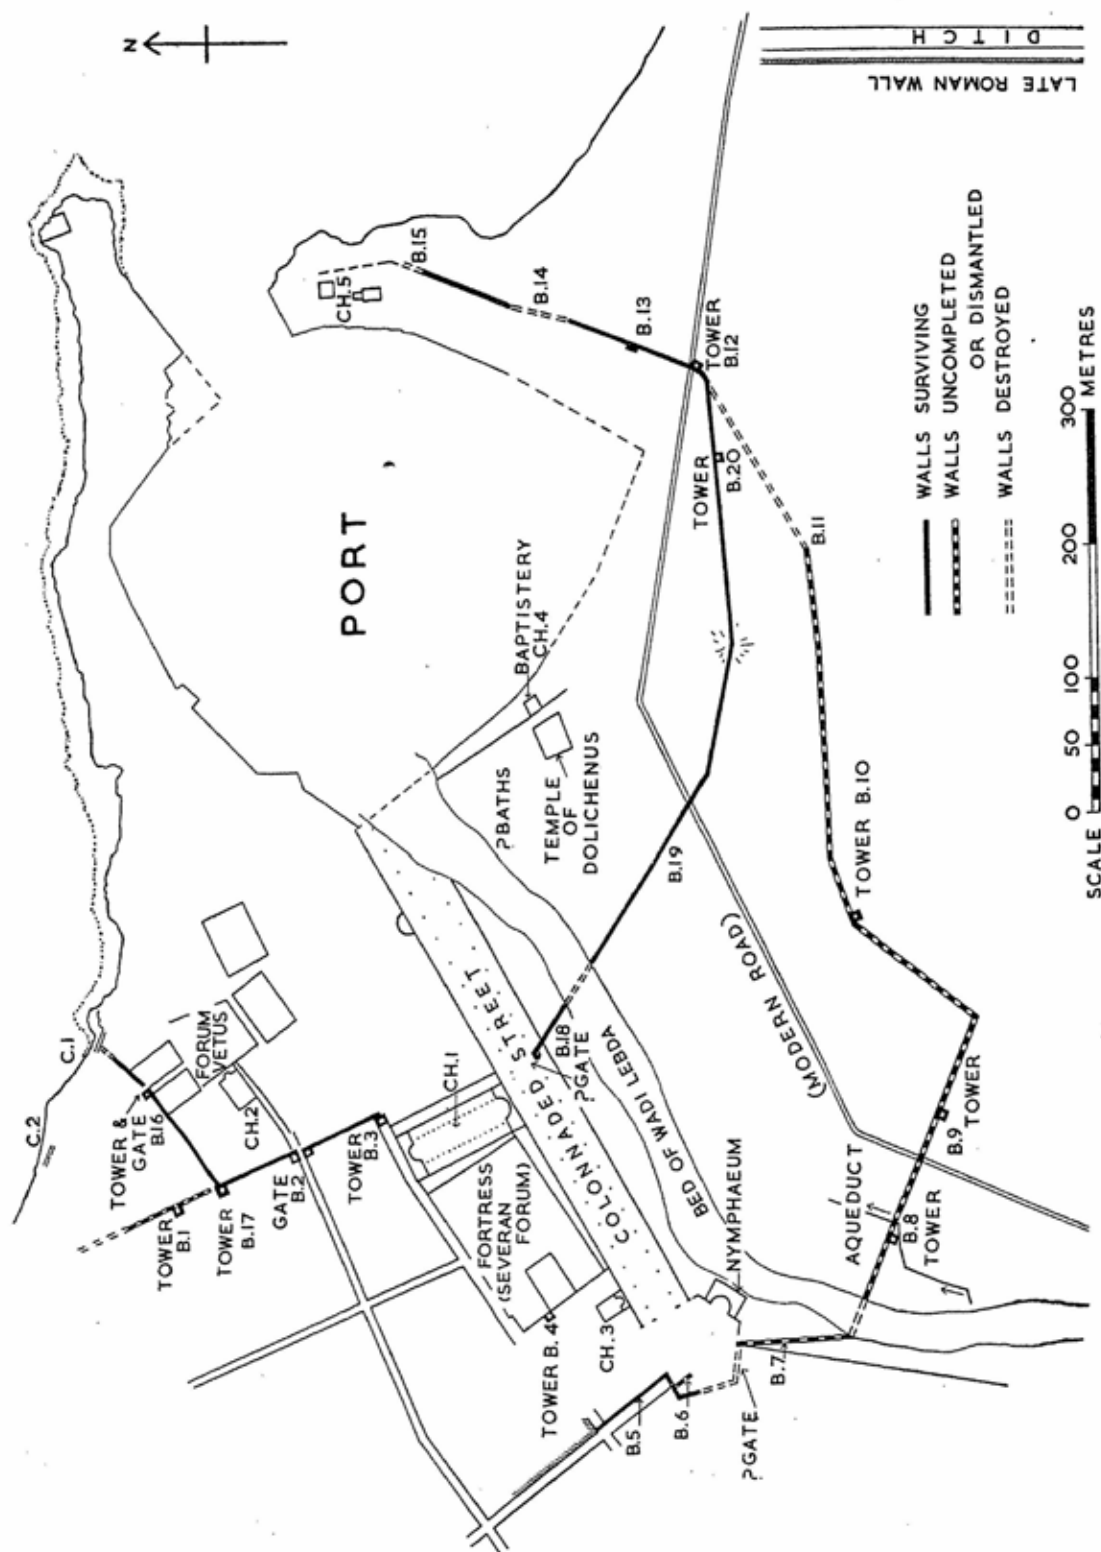 N
C.2
C.1
TOWER &
GATE
B.16
FORUM
VETUS
TOWER
B.1
TOWER
B.17
CH.2
GATE
B.2
TOWER
B.3
CH.1
FORTRESS
(SEVERAN
FORUM)
TOWER B.4
CH.3
COLONNADED STREET
B.5
B.6
?GATE
B.7
NYMPHAEUM
BED OF WADI LEBDA
B.18
?GATE
PORT
?BATHS
BAPTISTERY
CH.4
TEMPLE
OF
DOLICHENUS
CH.5
B.15
B.14
B.13
TOWER
B.12
TOWER
B.20
B.19
B.11
TOWER B.10
(MODERN ROAD)
AQUEDUCT
B.8
TOWER
B.9
TOWER
LATE ROMAN WALL
DITCH
WALLS SURVIVING
WALLS UNCOMPLETED
OR DISMANTLED
WALLS DESTROYED
SCALE 0 50 100 200 300 METRES